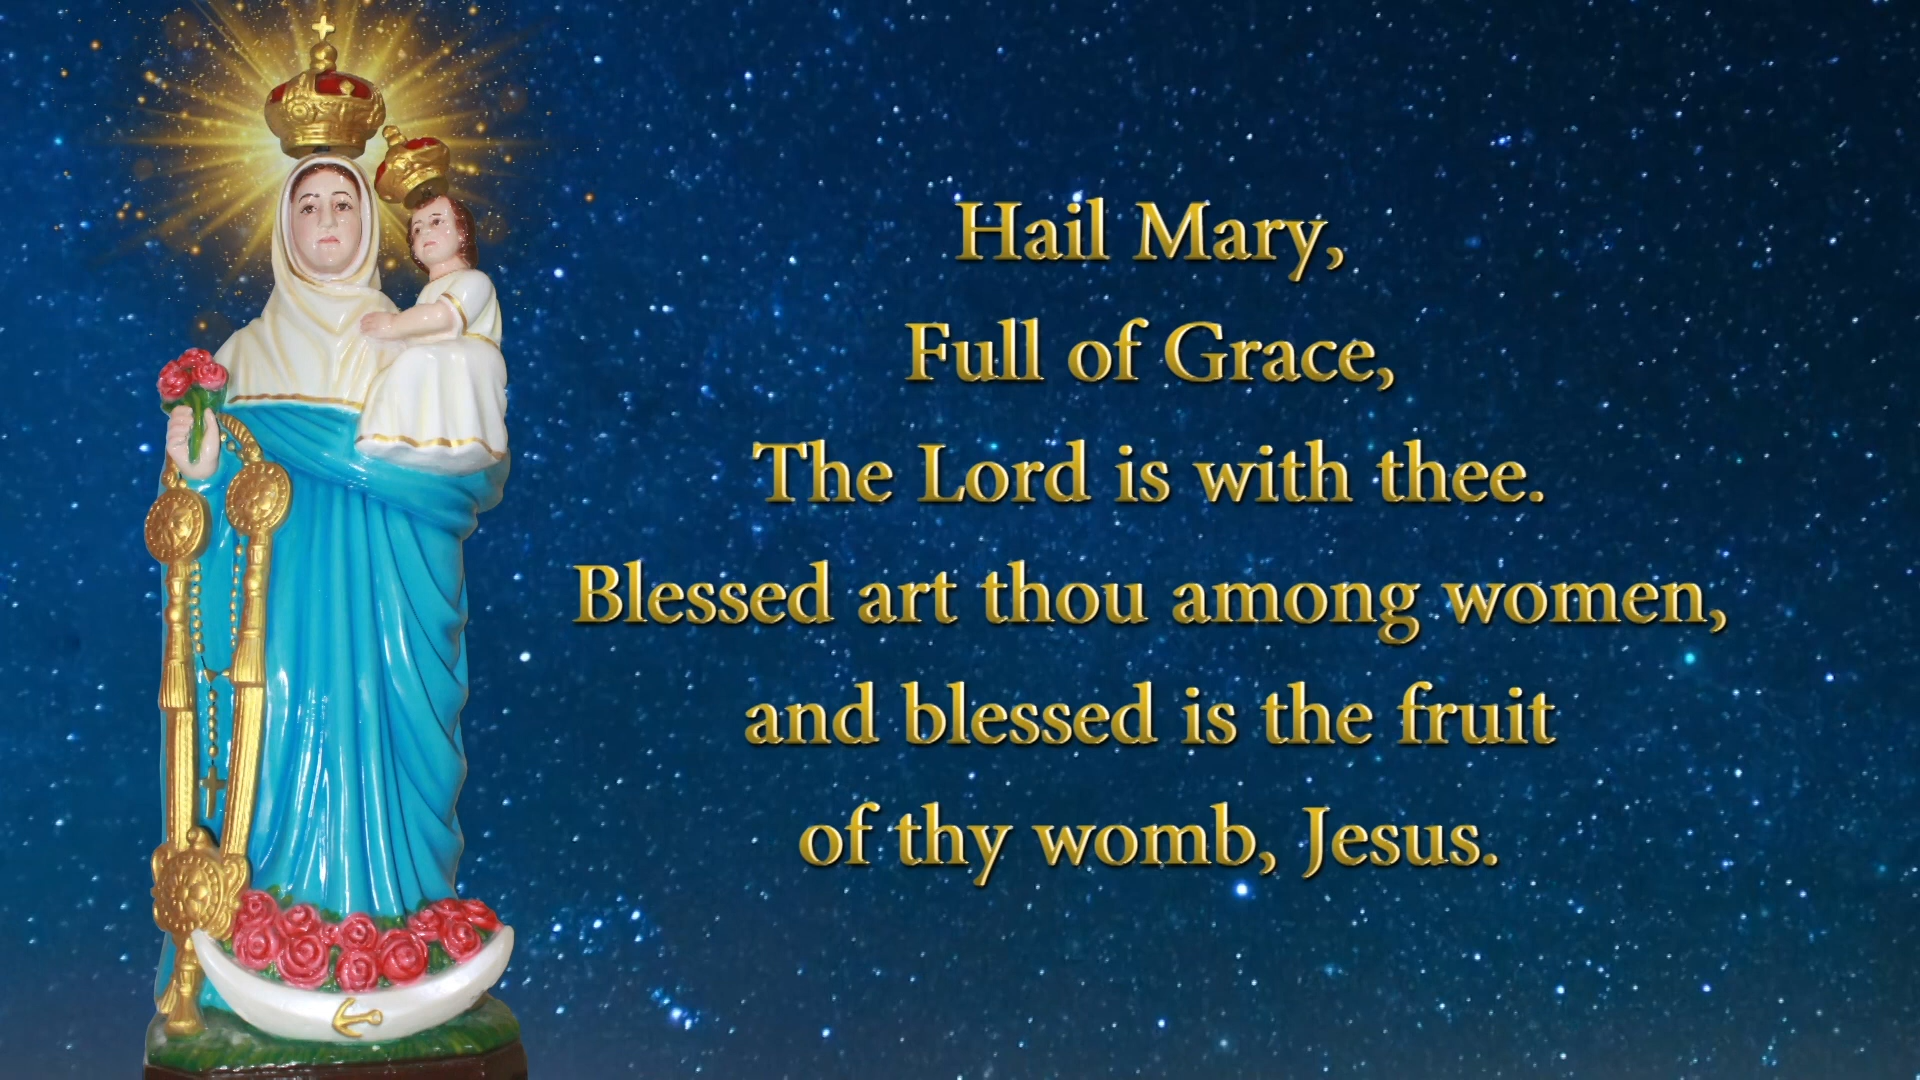 Hail Mary,
Full of Grace,
The Lord is with thee.
Blessed art thou among women,
and blessed is the fruit
of thy womb, Jesus.